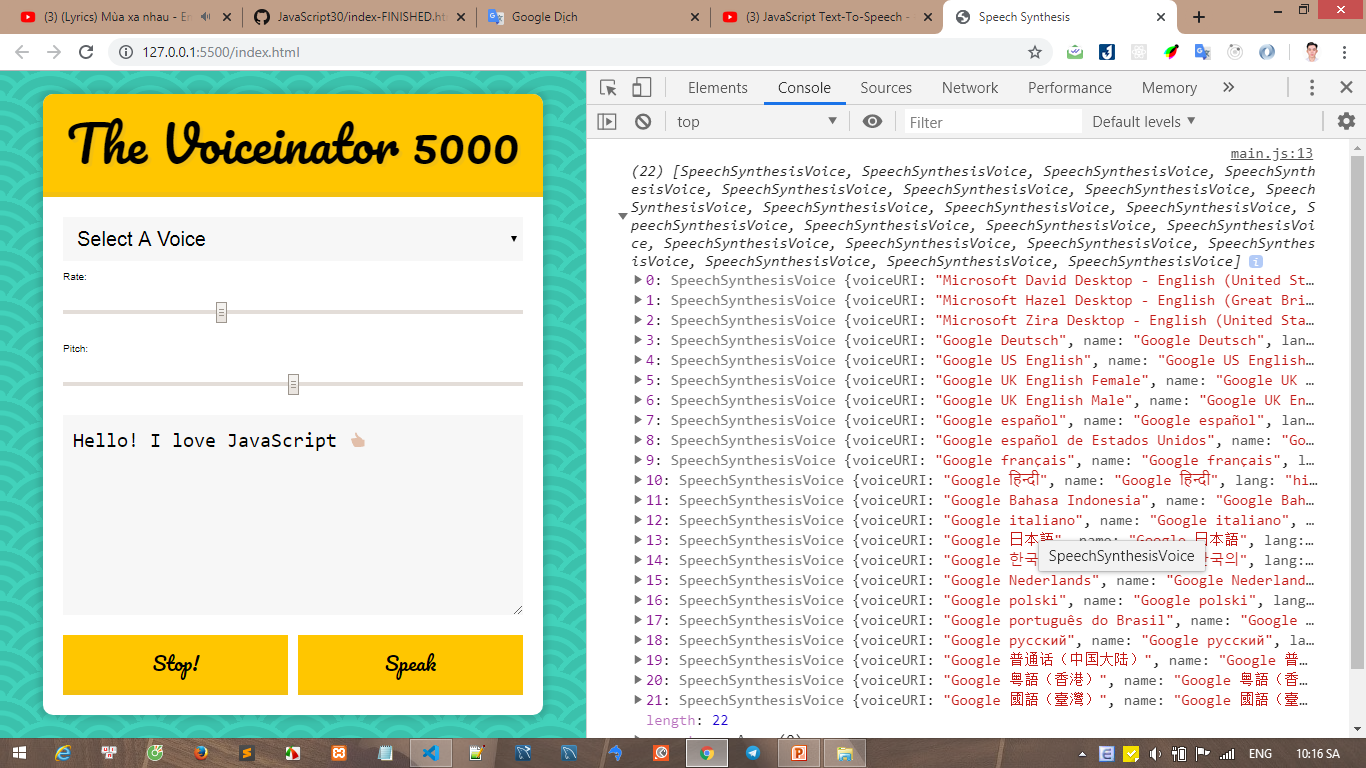 (3) (Lyrics) Mùa xa nhau - En
JavaScript30/index-FINISHED.htm
Google Dịch
(3) JavaScript Text-To-Speech -
Speech Synthesis
127.0.0.1:5500/index.html
The Voiceinator 5000
Select A Voice
Rate:
Pitch:
Hello! I love JavaScript 👍🏼
Stop!
Speak
Elements Console Sources Network Performance Memory
top Filter Default levels
main.js:13
(22) [SpeechSynthesisVoice, SpeechSynthesisVoice, SpeechSynthesisVoice, SpeechSynth
esisVoice, SpeechSynthesisVoice, SpeechSynthesisVoice, SpeechSynthesisVoice, Speech
SynthesisVoice, SpeechSynthesisVoice, SpeechSynthesisVoice, SpeechSynthesisVoice, S
peechSynthesisVoice, SpeechSynthesisVoice, SpeechSynthesisVoice, SpeechSynthesisVoi
ce, SpeechSynthesisVoice, SpeechSynthesisVoice, SpeechSynthesisVoice, SpeechSynthes
isVoice, SpeechSynthesisVoice, SpeechSynthesisVoice, SpeechSynthesisVoice]
0: SpeechSynthesisVoice {voiceURI: "Microsoft David Desktop - English (United St…
1: SpeechSynthesisVoice {voiceURI: "Microsoft Hazel Desktop - English (Great Bri…
2: SpeechSynthesisVoice {voiceURI: "Microsoft Zira Desktop - English (United Sta…
3: SpeechSynthesisVoice {voiceURI: "Google Deutsch", name: "Google Deutsch", lan…
4: SpeechSynthesisVoice {voiceURI: "Google US English", name: "Google US English…
5: SpeechSynthesisVoice {voiceURI: "Google UK English Female", name: "Google UK …
6: SpeechSynthesisVoice {voiceURI: "Google UK English Male", name: "Google UK En…
7: SpeechSynthesisVoice {voiceURI: "Google español", name: "Google español", lan…
8: SpeechSynthesisVoice {voiceURI: "Google español de Estados Unidos", name: "Go…
9: SpeechSynthesisVoice {voiceURI: "Google français", name: "Google français", l…
10: SpeechSynthesisVoice {voiceURI: "Google हिन्दी", name: "Google हिन्दी", lang: "hi…
11: SpeechSynthesisVoice {voiceURI: "Google Bahasa Indonesia", name: "Google Bah…
12: SpeechSynthesisVoice {voiceURI: "Google italiano", name: "Google italiano", …
13: SpeechSynthesisVoice {voiceURI: "Google 日本語", name: "Google 日本語", lang:…
SpeechSynthesisVoice
14: SpeechSynthesisVoice {voiceURI: "Google 한국의", lang:…
15: SpeechSynthesisVoice {voiceURI: "Google Nederlands", name: "Google Nederland…
16: SpeechSynthesisVoice {voiceURI: "Google polski", name: "Google polski", lang…
17: SpeechSynthesisVoice {voiceURI: "Google português do Brasil", name: "Google …
18: SpeechSynthesisVoice {voiceURI: "Google русский", name: "Google русский", la…
19: SpeechSynthesisVoice {voiceURI: "Google 普通话（中国大陆）", name: "Google 普…
20: SpeechSynthesisVoice {voiceURI: "Google 粤語（香港）", name: "Google 粤語（香…
21: SpeechSynthesisVoice {voiceURI: "Google 國語（臺灣）", name: "Google 國語（臺…
length: 22
ENG 10:16 SA